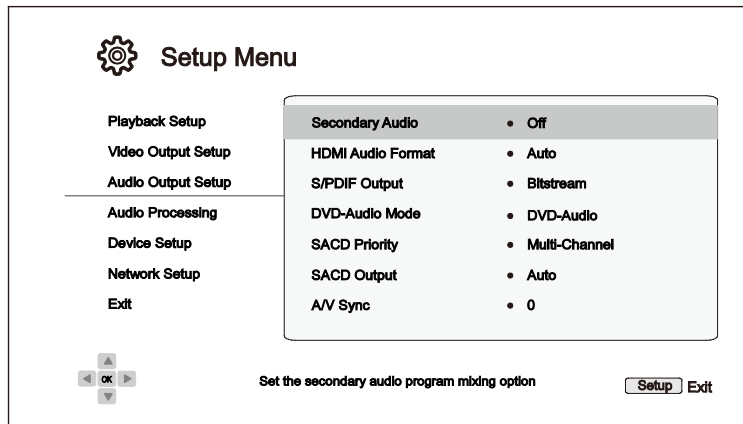 Setup Menu
Playback Setup
Video Output Setup
Audio Output Setup
Audio Processing
Device Setup
Network Setup
Exit
Secondary Audio • Off
HDMI Audio Format • Auto
S/PDIF Output • Bitstream
DVD-Audio Mode • DVD-Audio
SACD Priority • Multi-Channel
SACD Output • Auto
A/V Sync • 0
OK
Set the secondary audio program mixing option
Setup Exit